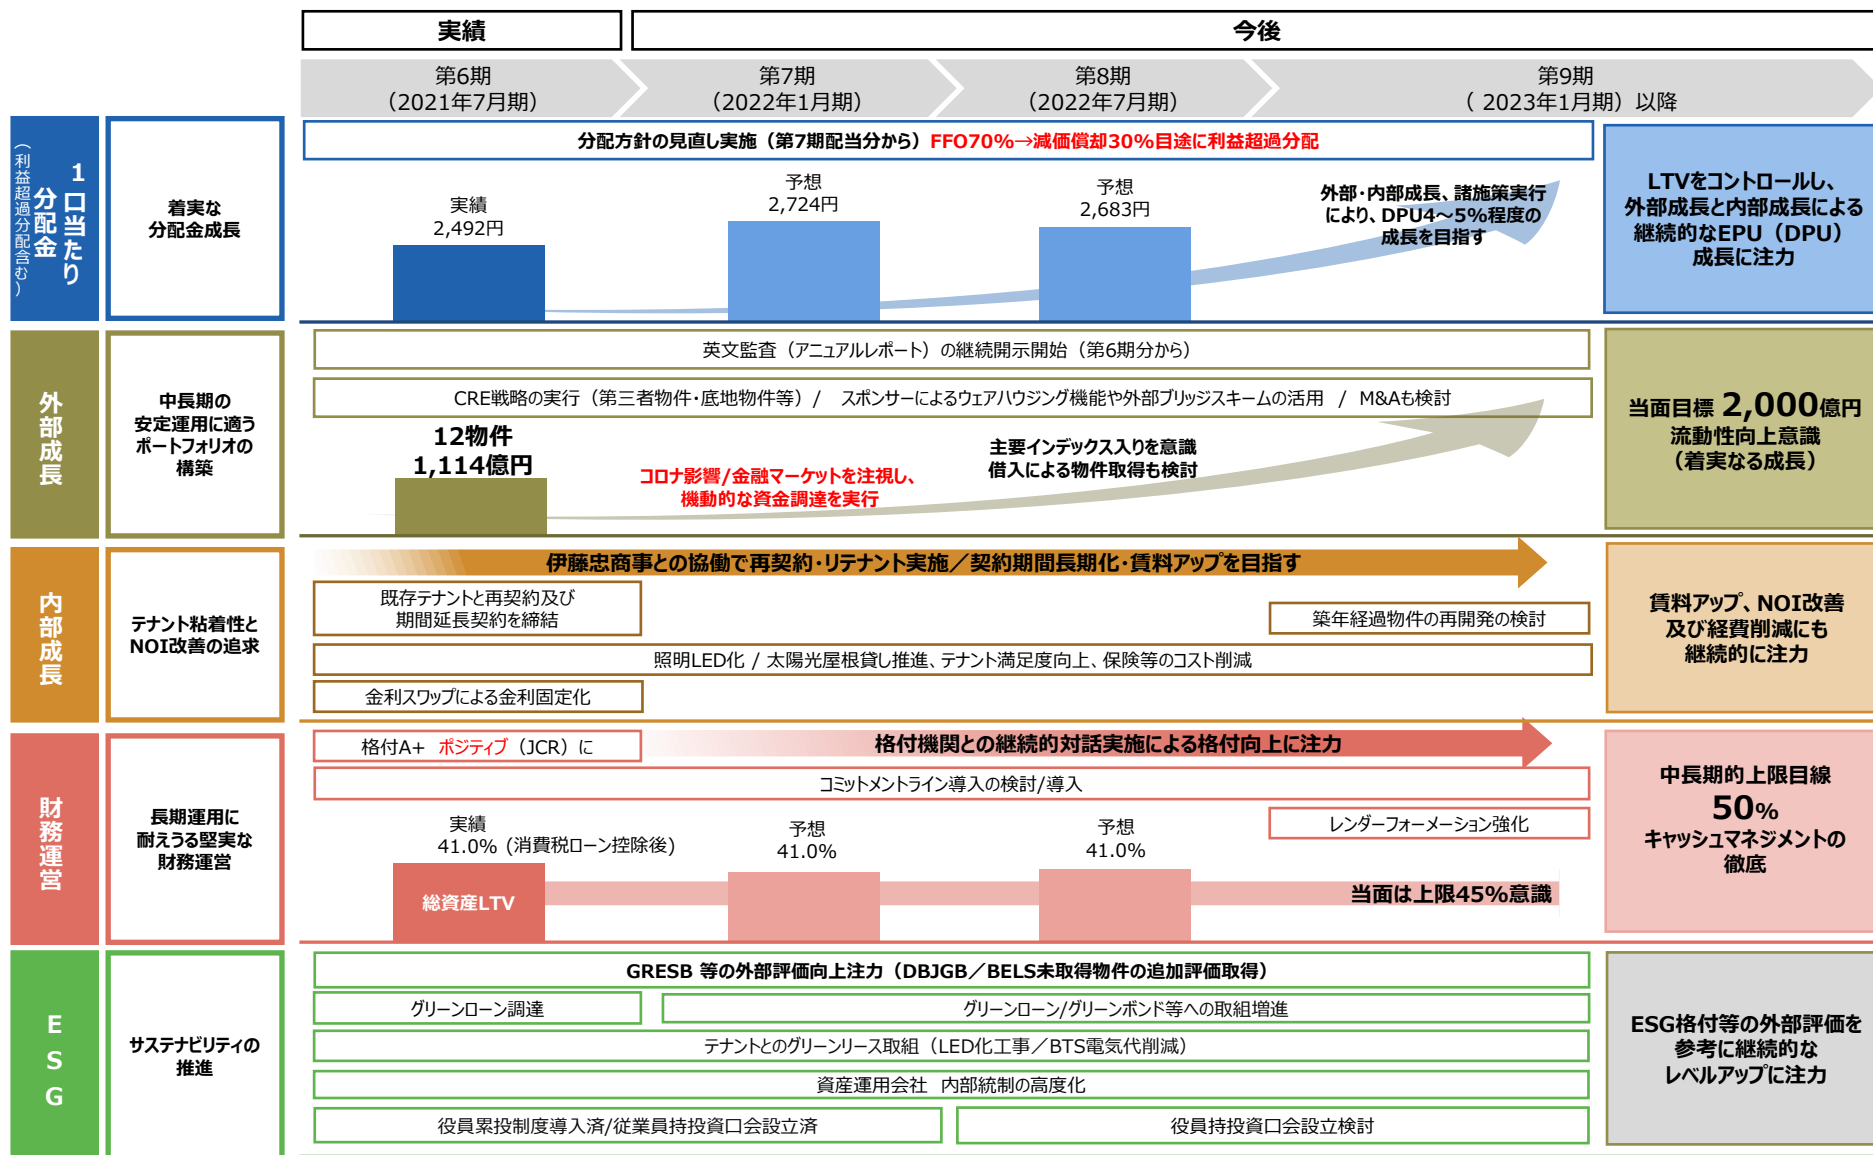 実績
今後
第6期
（2021年7月期）
第7期
（2022年1月期）
第8期
（2022年7月期）
第9期
（ 2023年1月期）以降
1口当たり
分配金
（利益超過分配含む）
着実な
分配金成長
分配方針の見直し実施（第7期配当分から）FFO70%→減価償却30%目途に利益超過分配
実績
2,492円
予想
2,724円
予想
2,683円
外部・内部成長、諸施策実行
により、DPU4～5%程度の
成長を目指す
LTVをコントロールし、
外部成長と内部成長による
継続的なEPU（DPU）
成長に注力
外部成長
中長期の
安定運用に適う
ポートフォリオの
構築
英文監査（アニュアルレポート）の継続開示開始（第6期分から）
CRE戦略の実行（第三者物件・底地物件等）/ スポンサーによるウェアハウジング機能や外部ブリッジスキームの活用 / M&Aも検討
12物件
1,114億円
コロナ影響/金融マーケットを注視し、
機動的な資金調達を実行
主要インデックス入りを意識
借入による物件取得も検討
当面目標 2,000億円
流動性向上意識
（着実なる成長）
内部成長
テナント粘着性と
NOI改善の追求
伊藤忠商事との協働で再契約・リテナント実施／契約期間長期化・賃料アップを目指す
既存テナントと再契約及び
期間延長契約を締結
築年経過物件の再開発の検討
照明LED化 / 太陽光屋根貸し推進、テナント満足度向上、保険等のコスト削減
金利スワップによる金利固定化
賃料アップ、NOI改善
及び経費削減にも
継続的に注力
財務運営
長期運用に
耐えうる堅実な
財務運営
格付A+ ポジティブ（JCR）に
格付機関との継続的対話実施による格付向上に注力
コミットメントライン導入の検討/導入
レンダーフォーメーション強化
実績
41.0% (消費税ローン控除後)
予想
41.0%
予想
41.0%
総資産LTV
当面は上限45%意識
中長期的上限目線
50%
キャッシュマネジメントの
徹底
ESG
サステナビリティの
推進
GRESB 等の外部評価向上注力（DBJGB／BELS未取得物件の追加評価取得）
グリーンローン調達
グリーンローン/グリーンボンド等への取組増進
テナントとのグリーンリース取組（LED化工事／BTS電気代削減）
資産運用会社 内部統制の高度化
役員累投制度導入済/従業員持投資口会設立済
役員持投資口会設立検討
ESG格付等の外部評価を
参考に継続的な
レベルアップに注力